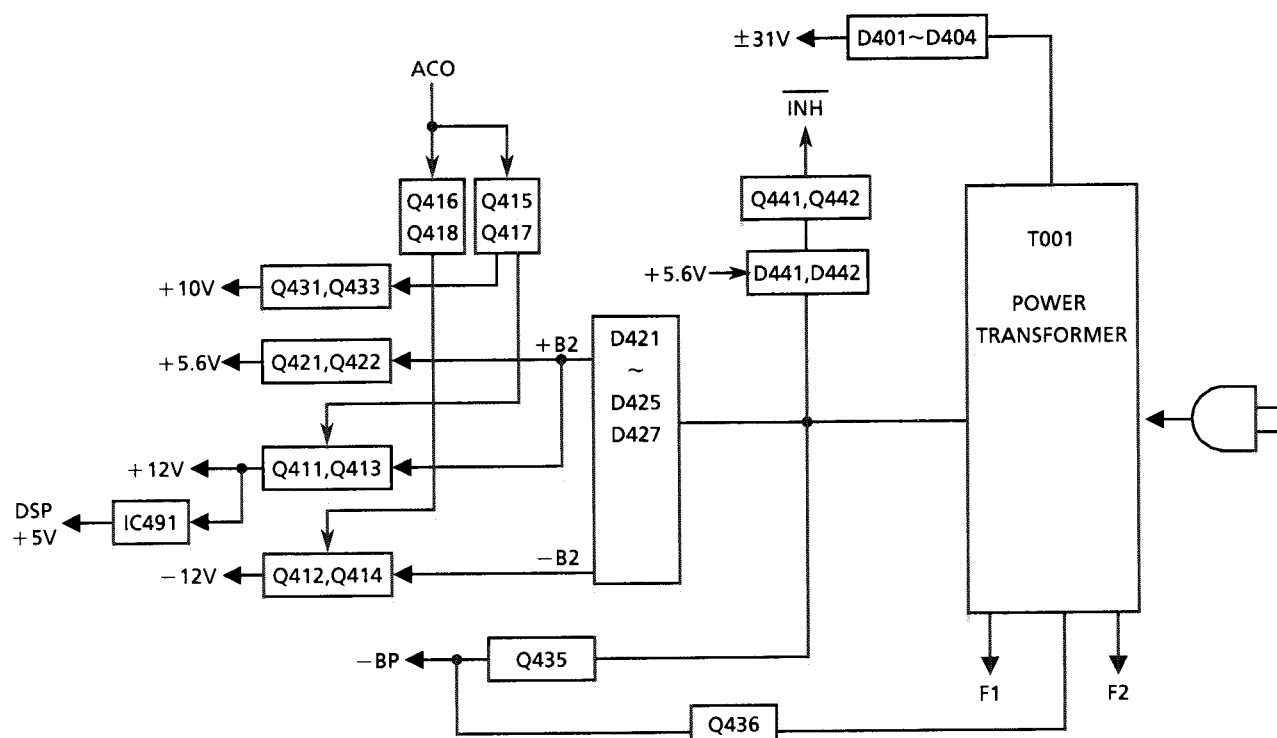 ±31V
D401~D404
ACO
INH
Q416
Q418
Q415
Q417
Q441,Q442
T001
POWER
TRANSFORMER
+5.6V
D441,D442
+10V
Q431,Q433
+5.6V
Q421,Q422
+B2
D421
~
D425
D427
+12V
Q411,Q413
DSP
+5V
IC491
-12V
Q412,Q414
-B2
-BP
Q435
Q436
F1
F2